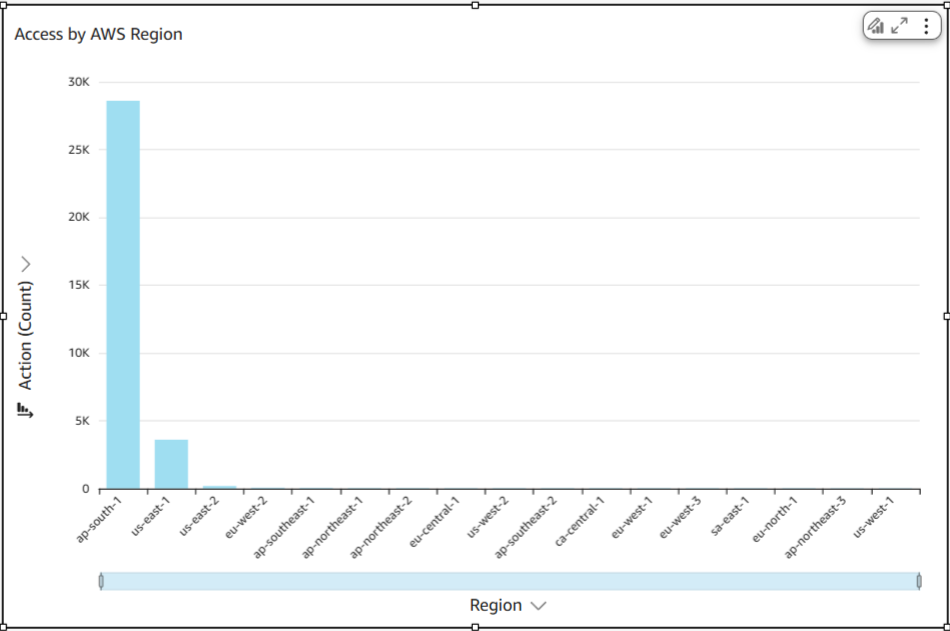 Access by AWS Region
30K
25K
20K
15K
10K
5K
0
Action (Count)
ap-south-1
us-east-1
us-east-2
eu-west-2
ap-southeast-1
ap-northeast-1
ap-northeast-2
eu-central-1
us-west-2
ap-southeast-2
ca-central-1
eu-west-1
eu-west-3
sa-east-1
eu-north-1
ap-northeast-3
us-west-1
Region